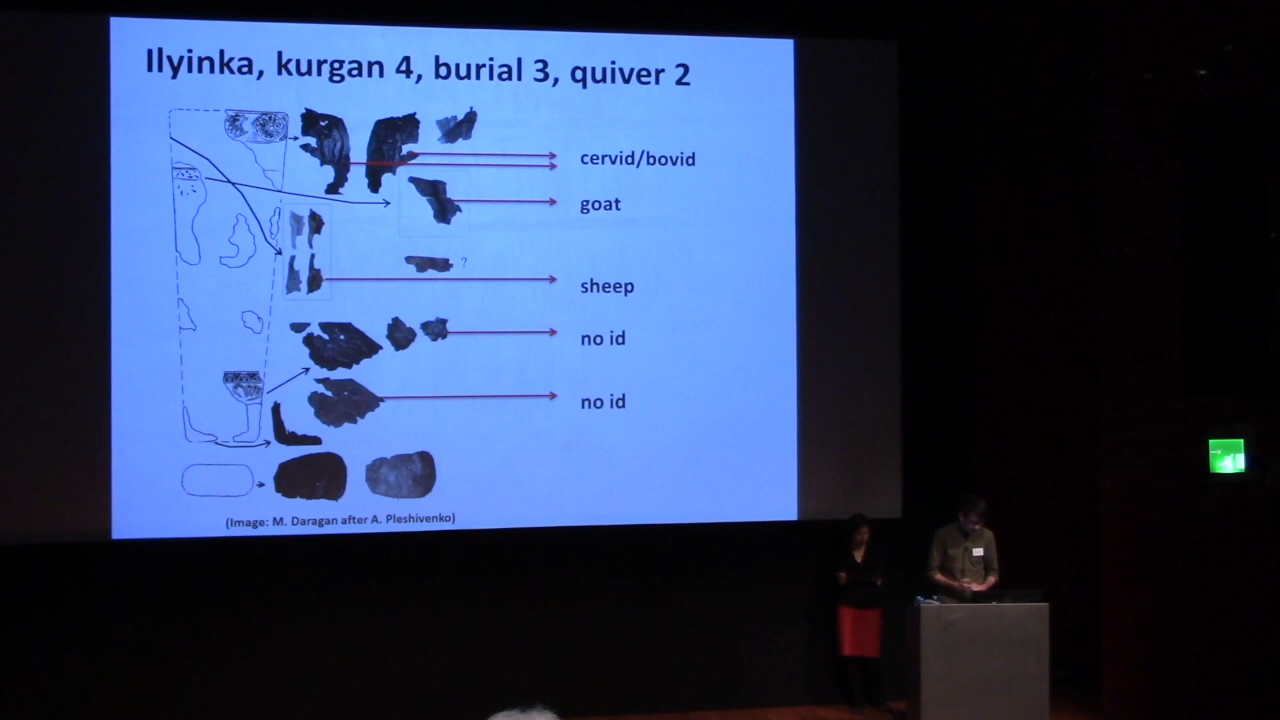 Ilyinka, kurgan 4, burial 3, quiver 2
cervid/bovid
goat
?
sheep
no id
no id
(Image: M. Daragan after A. Pleshivenko)